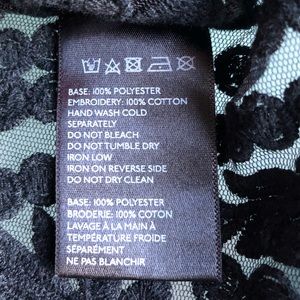 BASE: 100% POLYESTER
EMBROIDERY: 100% COTTON
HAND WASH COLD
SEPARATELY
DO NOT BLEACH
DO NOT TUMBLE DRY
IRON LOW
IRON ON REVERSE SIDE
DO NOT DRY CLEAN
BASE: 100% POLYESTER
BRODERIE: 100% COTON
LAVAGE À LA MAIN À
TEMPÉRATURE FROIDE
SÉPARÉMENT
NE PAS BLANCHIR